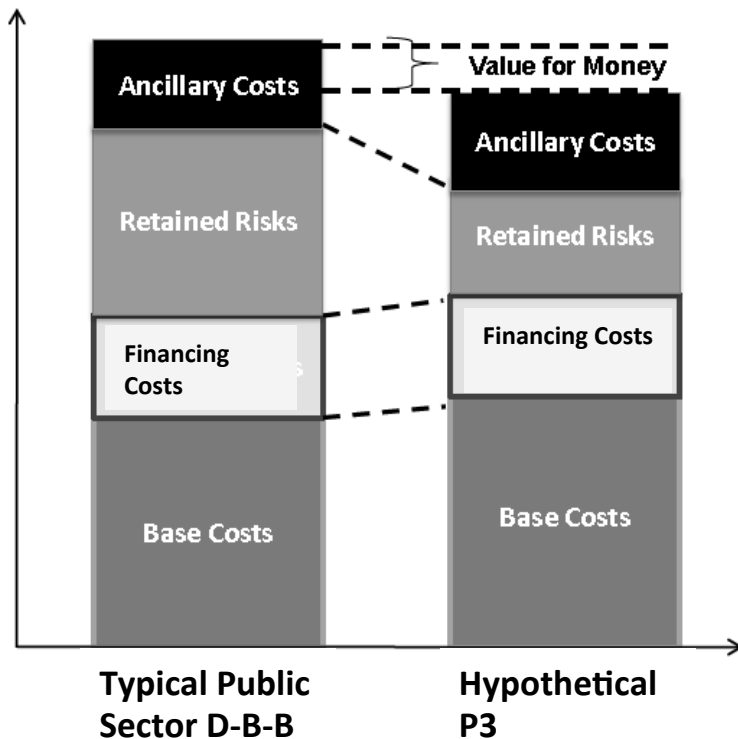 Ancillary Costs
Value for Money
Ancillary Costs
Retained Risks
Retained Risks
Financing
Costs
Financing Costs
Base Costs
Base Costs
Typical Public
Sector D-B-B
Hypothetical
P3